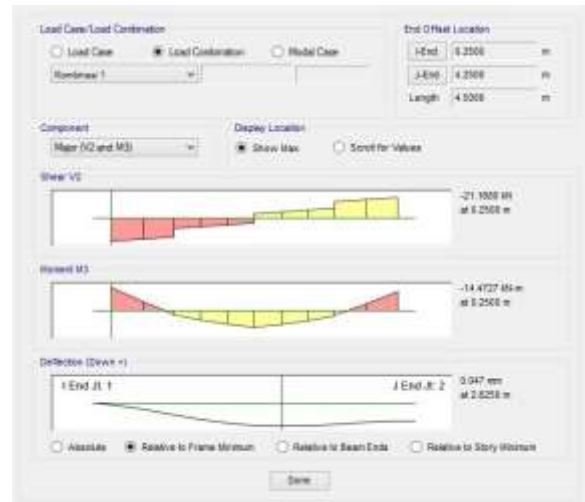 Load Case/Load Combination
End Offset Location
Load Case
Load Combination
Modal Case
I-End 0.2500 m
Kombinasi 1
J-End 4.2500 m
Length 4.5000 m
Component
Display Location
Major (V2 and M3)
Show Max
Scroll for Values
Shear V2
-21.1688 kN
at 0.2500 m
Moment M3
-14.4727 kN-m
at 0.2500 m
Deflection (Down +)
I End Jt: 1
J End Jt: 2
0.047 mm
at 2.8250 m
Absolute
Relative to Frame Minimum
Relative to Beam Ends
Relative to Story Minimum
Done